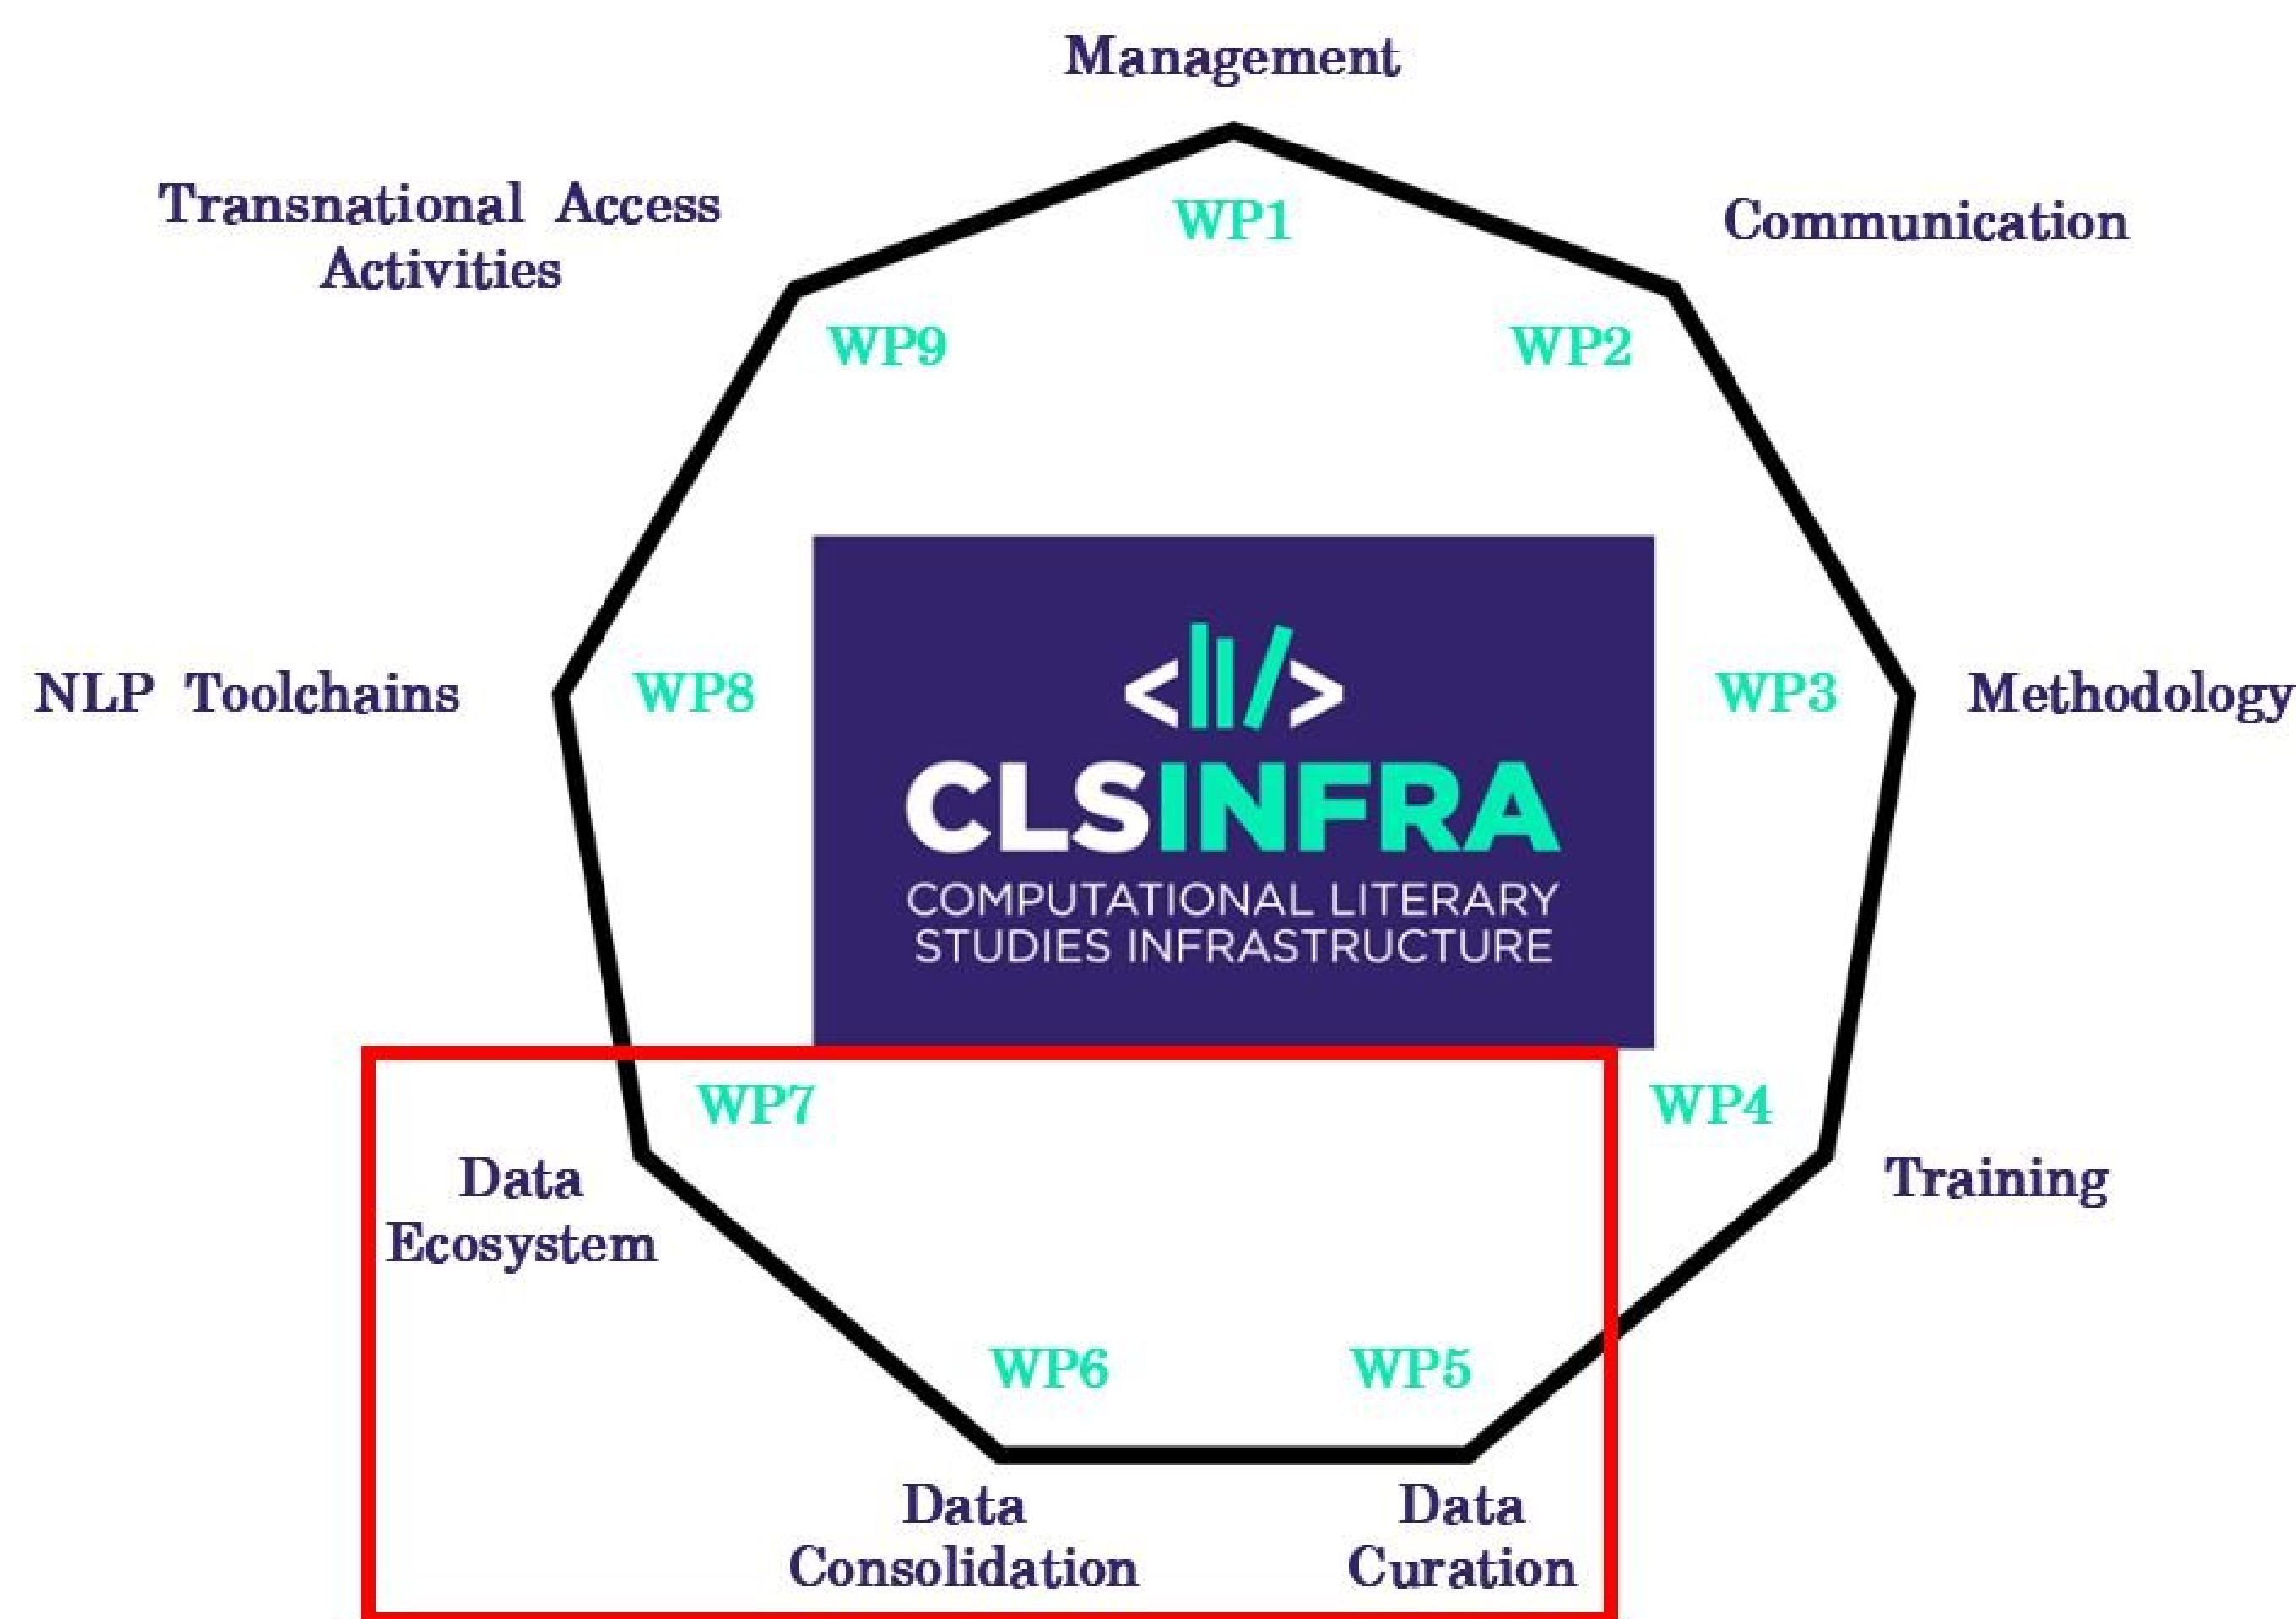 Management
Transnational Access
Activities
Communication
WP1
WP9
WP2
NLP Toolchains
WP8
WP3
Methodology
CLSINFRA
COMPUTATIONAL LITERARY
STUDIES INFRASTRUCTURE
WP7
WP4
Data
Ecosystem
Training
WP6
WP5
Data
Consolidation
Data
Curation